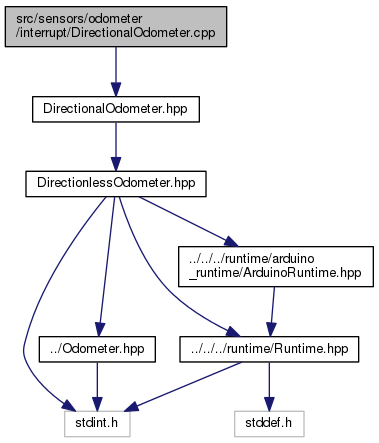 src/sensors/odometer
/interrupt/DirectionalOdometer.cpp
DirectionalOdometer.hpp
DirectionlessOdometer.hpp
../../../runtime/arduino
_runtime/ArduinoRuntime.hpp
../Odometer.hpp
../../../runtime/Runtime.hpp
stdint.h
stddef.h